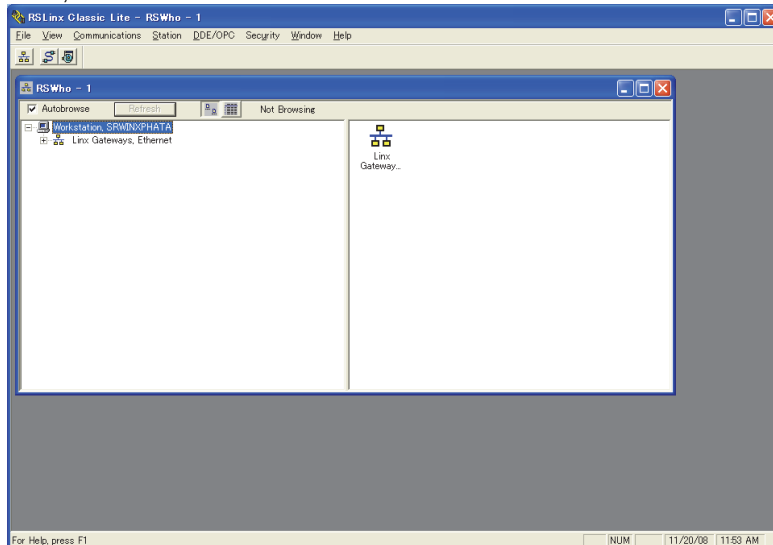 RSLinx Classic Lite - RSWho - 1
File View Communications Station DDE/OPC Security Window Help
RSWho - 1
Autobrowse Refresh Not Browsing
Workstation, SRWINXPHATA
Linx Gateways, Ethernet
Linx
Gateway...
For Help, press F1 NUM 11/20/08 11:53 AM